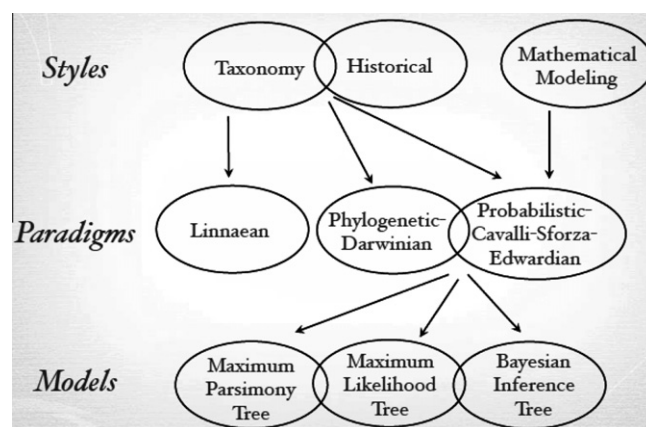 Styles
Taxonomy
Historical
Mathematical
Modeling
Paradigms
Linnaean
Phylogenetic-
Darwinian
Probabilistic-
Cavalli-Sforza-
Edwardian
Models
Maximum
Parsimony
Tree
Maximum
Likelihood
Tree
Bayesian
Inference
Tree